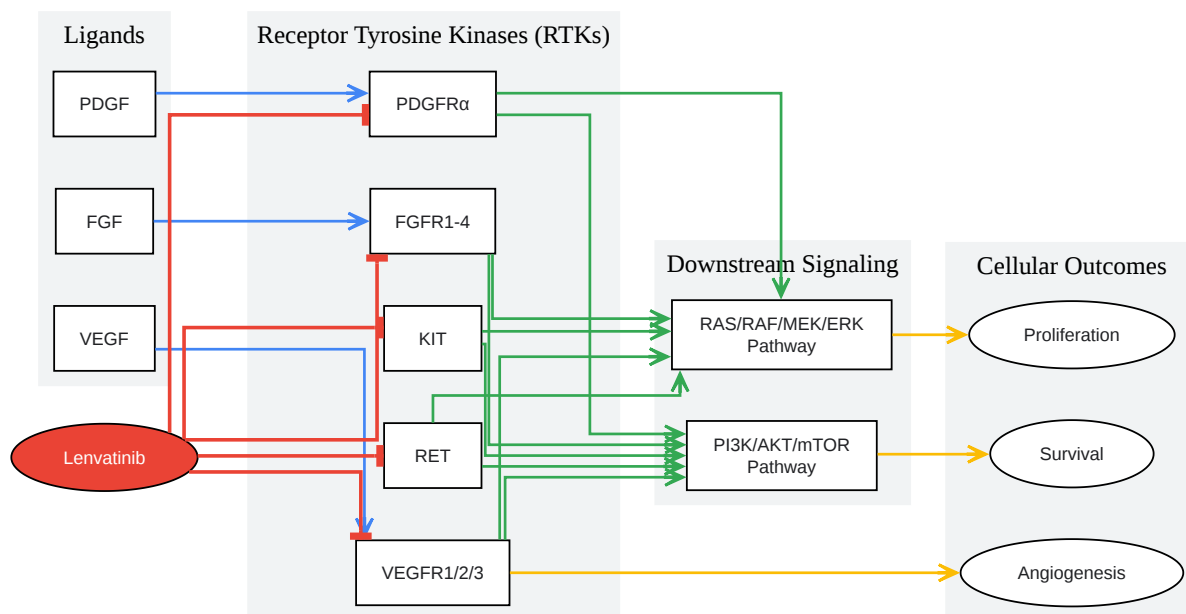 Ligands
Receptor Tyrosine Kinases (RTKs)
PDGF
PDGFRα
FGF
FGFR1-4
Downstream Signaling
Cellular Outcomes
VEGF
KIT
RAS/RAF/MEK/ERK
Pathway
Proliferation
Lenvatinib
RET
PI3K/AKT/mTOR
Pathway
Survival
VEGFR1/2/3
Angiogenesis